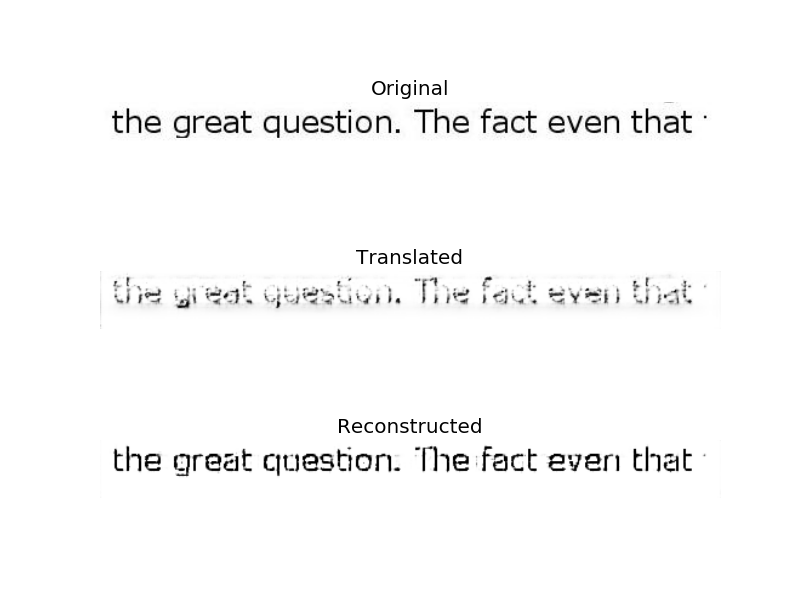 Original
the great question. The fact even that
Translated
the great question. The fact even that
Reconstructed
the great question. The fact even that